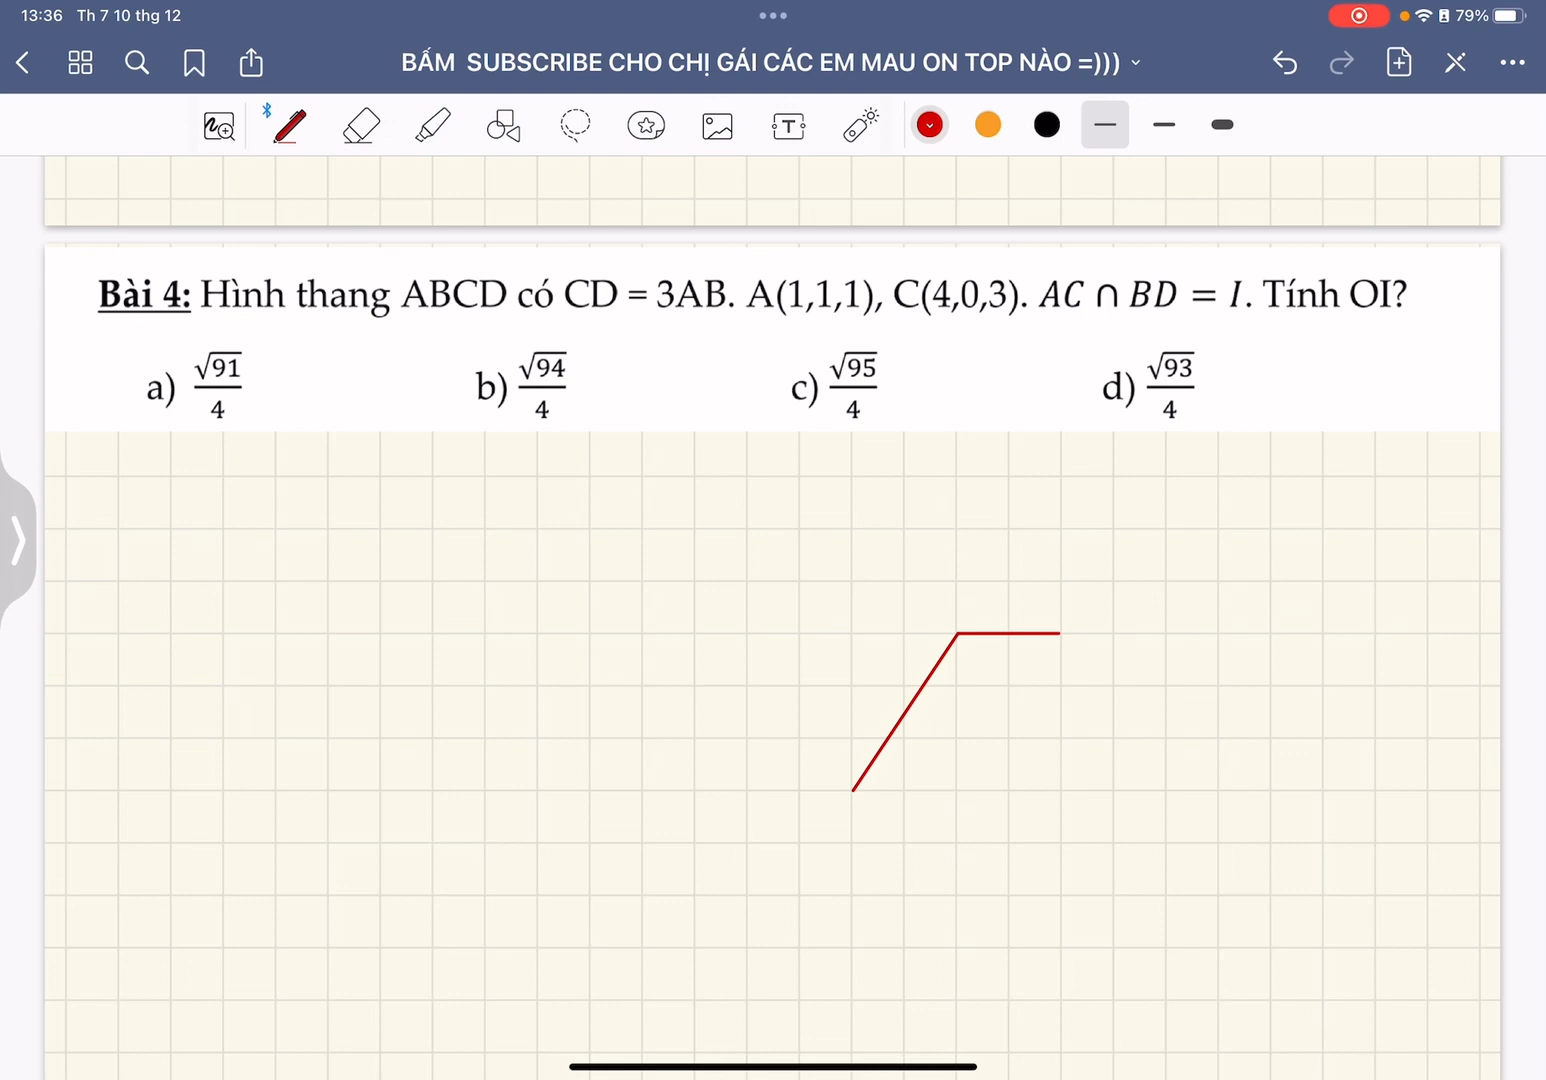 13:36 Th 7 10 thg 12
79%
BẤM SUBSCRIBE CHO CHỊ GÁI CÁC EM MAU ON TOP NÀO =)))
T
Bài 4: Hình thang ABCD có CD = 3AB. A(1,1,1), C(4,0,3). AC ∩ BD = I. Tính OI?
a) √91/4 b) √94/4 c) √95/4 d) √93/4